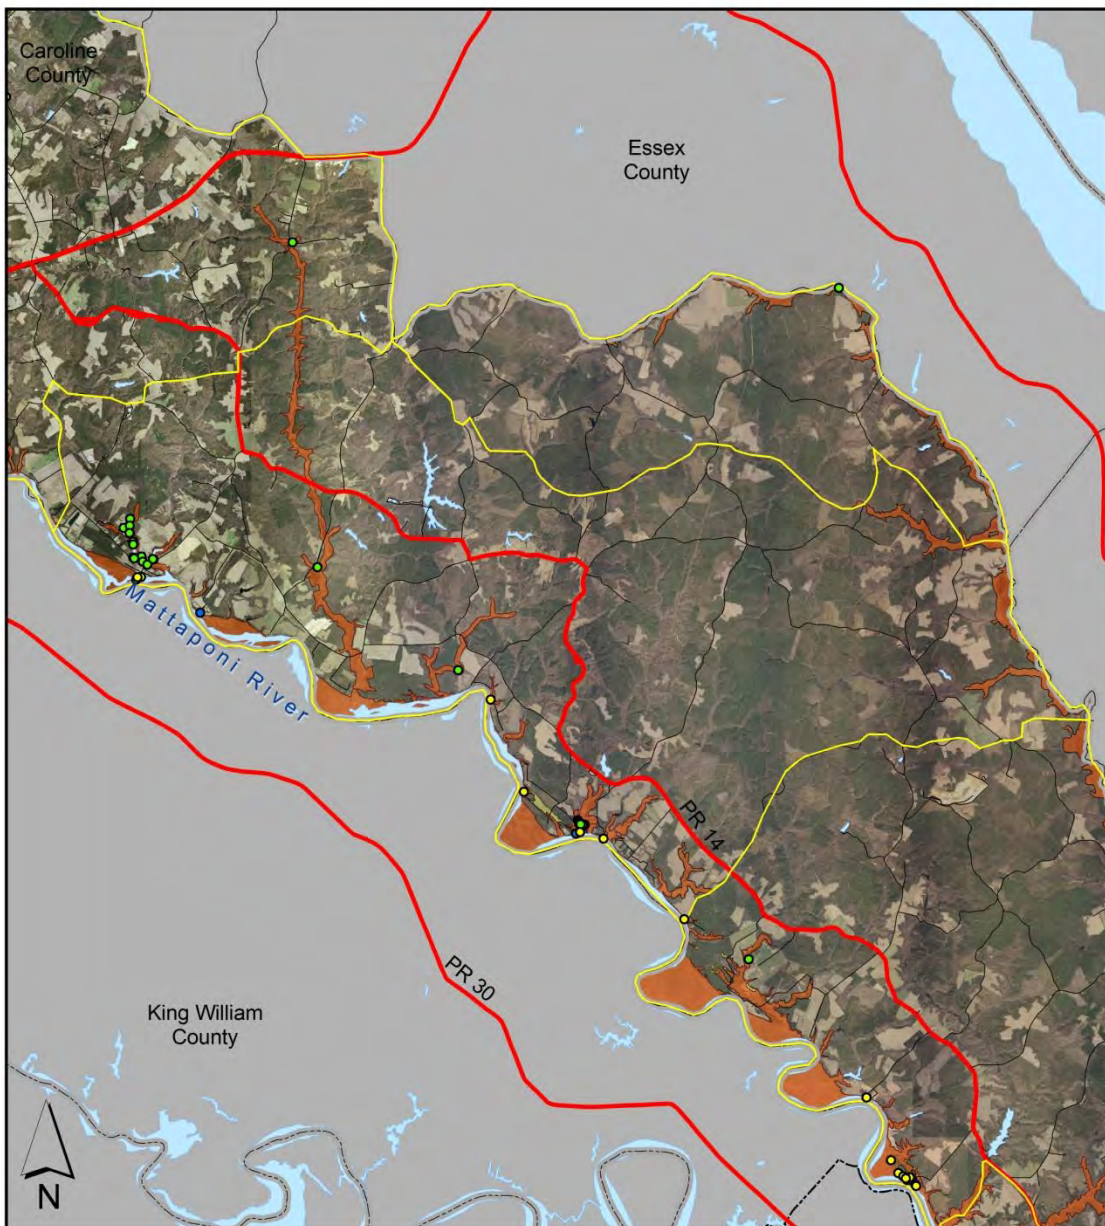 Caroline
County
Essex
County
Mattaponi River
PR 14
PR 30
King William
County
N